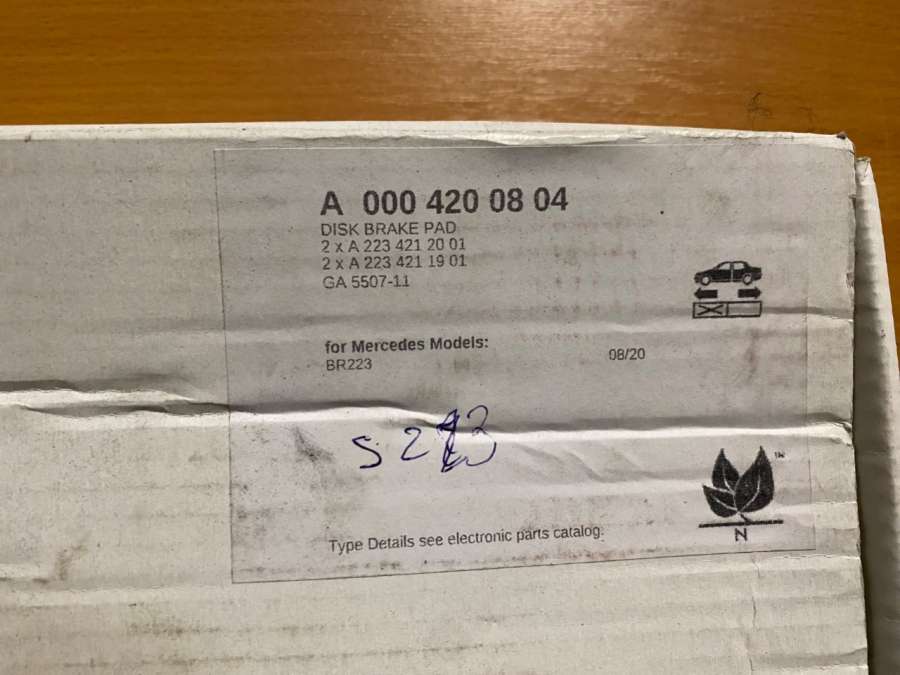 A 000 420 08 04
DISK BRAKE PAD
2 x A 223 421 20 01
2 x A 223 421 19 01
GA 5507-11
for Mercedes Models:
BR223
08/20
S 223
Type Details see electronic parts catalog.
N